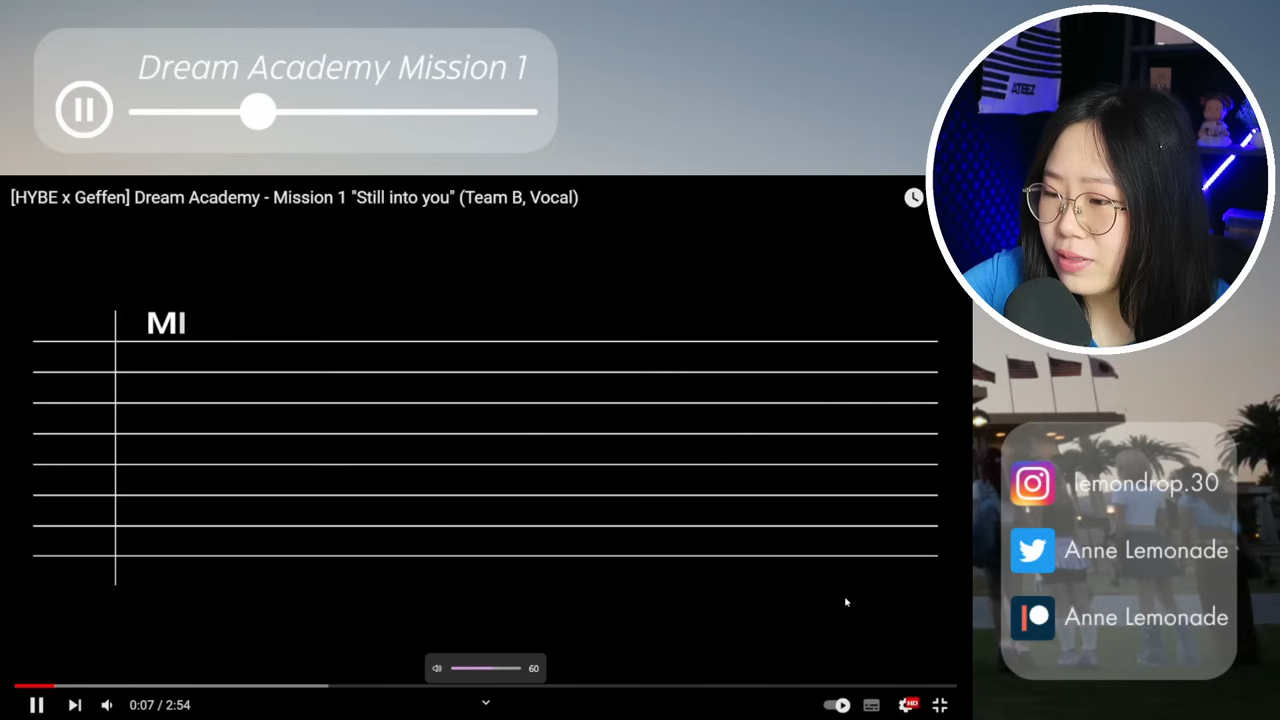 Dream Academy Mission 1
ATEEZ
[HYBE x Geffen] Dream Academy - Mission 1 "Still into you" (Team B, Vocal)
MI
lemondrop.30
Anne Lemonade
Anne Lemonade
60
0:07 / 2:54
HD